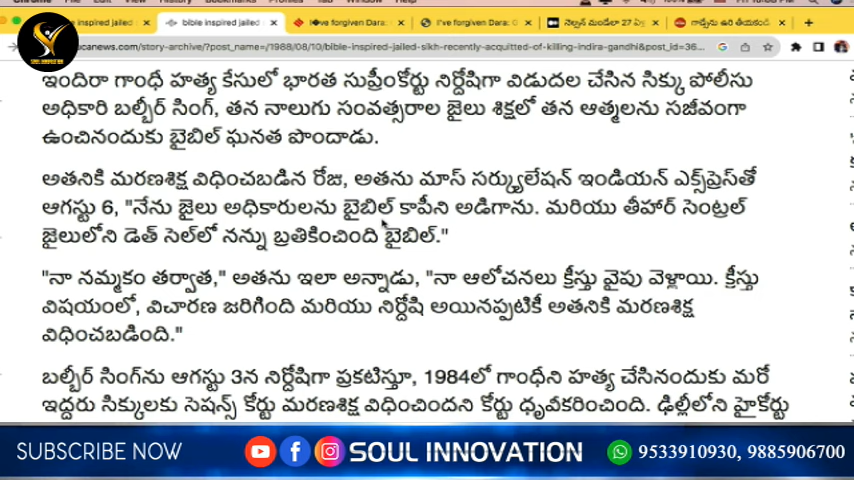 bible inspired jailed
I'�ve forgiven Dara:
I've forgiven Dara: G
నెల్సన్ మండేలా 27 ఏళ్ల
గాడ్సేను ఉరి తీయకండి
ucanews.com/story-archive/?post_name=/1988/08/10/bible-inspired-jailed-sikh-recently-acquitted-of-killing-indira-gandhi&post_id=36...
ఇందిరా గాంధీ హత్య కేసులో భారత సుప్రీంకోర్టు నిర్దోషిగా విడుదల చేసిన సిక్కు పోలీసు
అధికారి బల్బీర్ సింగ్, తన నాలుగు సంవత్సరాల జైలు శిక్షలో తన ఆత్మలను సజీవంగా
ఉంచినందుకు బైబిల్ ఘనత పొందాడు.
అతనికి మరణశిక్ష విధించబడిన రోజు, అతను మాస్ సర్క్యులేషన్ ఇండియన్ ఎక్స్‌ప్రెస్‌తో
ఆగస్టు 6, "నేను జైలు అధికారులను బైబిల్ కాపీని అడిగాను. మరియు తీహార్ సెంట్రల్
జైలులోని డెత్ సెల్‌లో నన్ను బ్రతికించింది బైబిల్."
"నా నమ్మకం తర్వాత," అతను ఇలా అన్నాడు, "నా ఆలోచనలు క్రీస్తు వైపు వెళ్లాయి. క్రీస్తు
విషయంలో, విచారణ జరిగింది మరియు నిర్దోషి అయినప్పటికీ అతనికి మరణశిక్ష
విధించబడింది."
బల్బీర్ సింగ్‌ను ఆగస్టు 3న నిర్దోషిగా ప్రకటిస్తూ, 1984లో గాంధీని హత్య చేసినందుకు మరో
ఇద్దరు సిక్కులకు సెషన్స్ కోర్టు మరణశిక్ష విధించిందని కోర్టు ధృవీకరించింది. ఢిల్లీలోని హైకోర్టు
SUBSCRIBE NOW
SOUL INNOVATION
9533910930, 9885906700